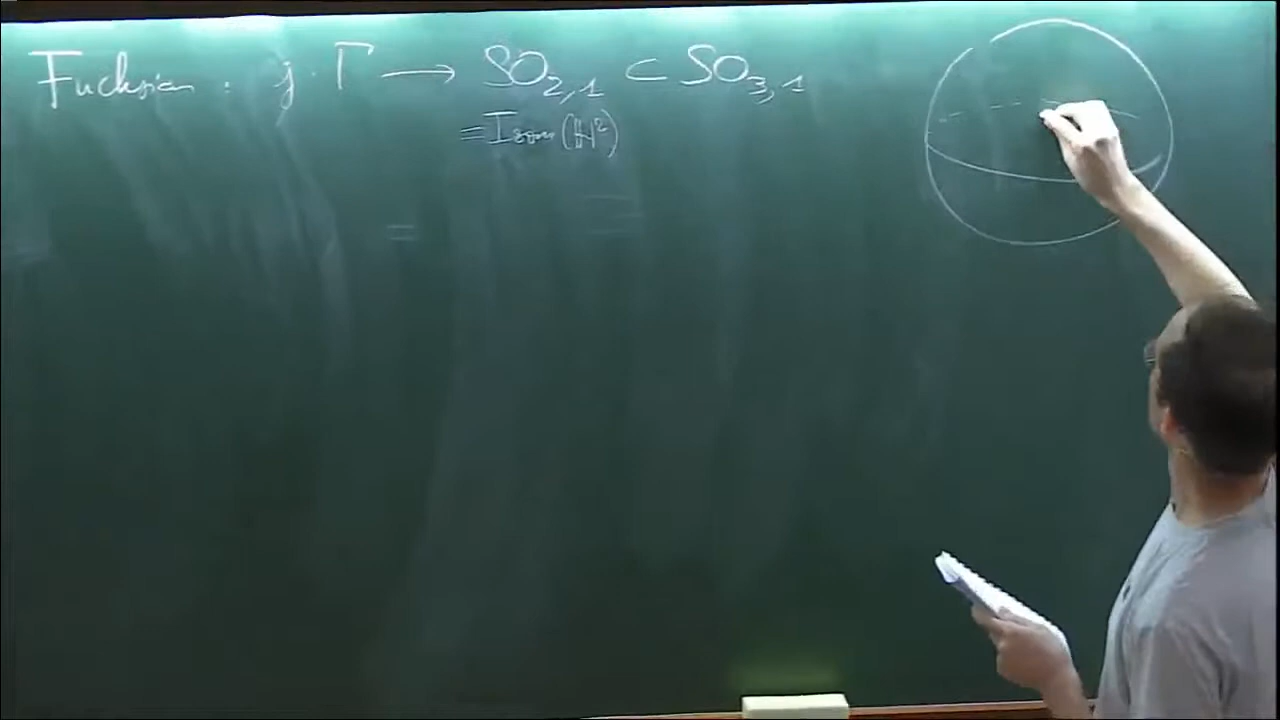 Fuchsian : j : Γ → SO₂,₁ ⊂ SO₃,₁
= Isom(ℍ²)